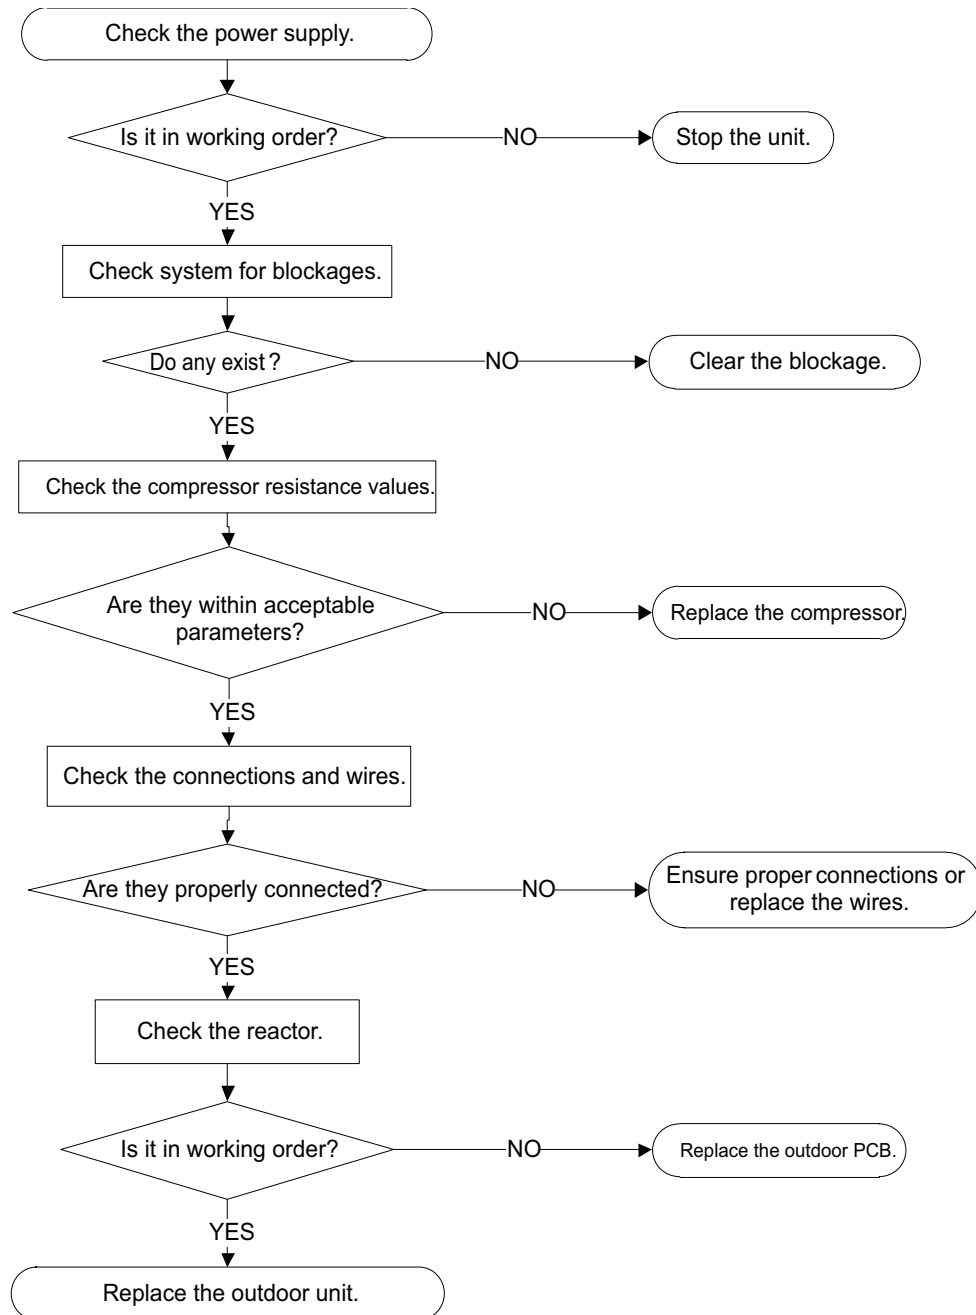 Check the power supply.
Is it in working order?
NO
Stop the unit.
YES
Check system for blockages.
Do any exist ?
NO
Clear the blockage.
YES
Check the compressor resistance values.
Are they within acceptable
parameters?
NO
Replace the compressor.
YES
Check the connections and wires.
Are they properly connected?
NO
Ensure proper connections or
replace the wires.
YES
Check the reactor.
Is it in working order?
NO
Replace the outdoor PCB.
YES
Replace the outdoor unit.